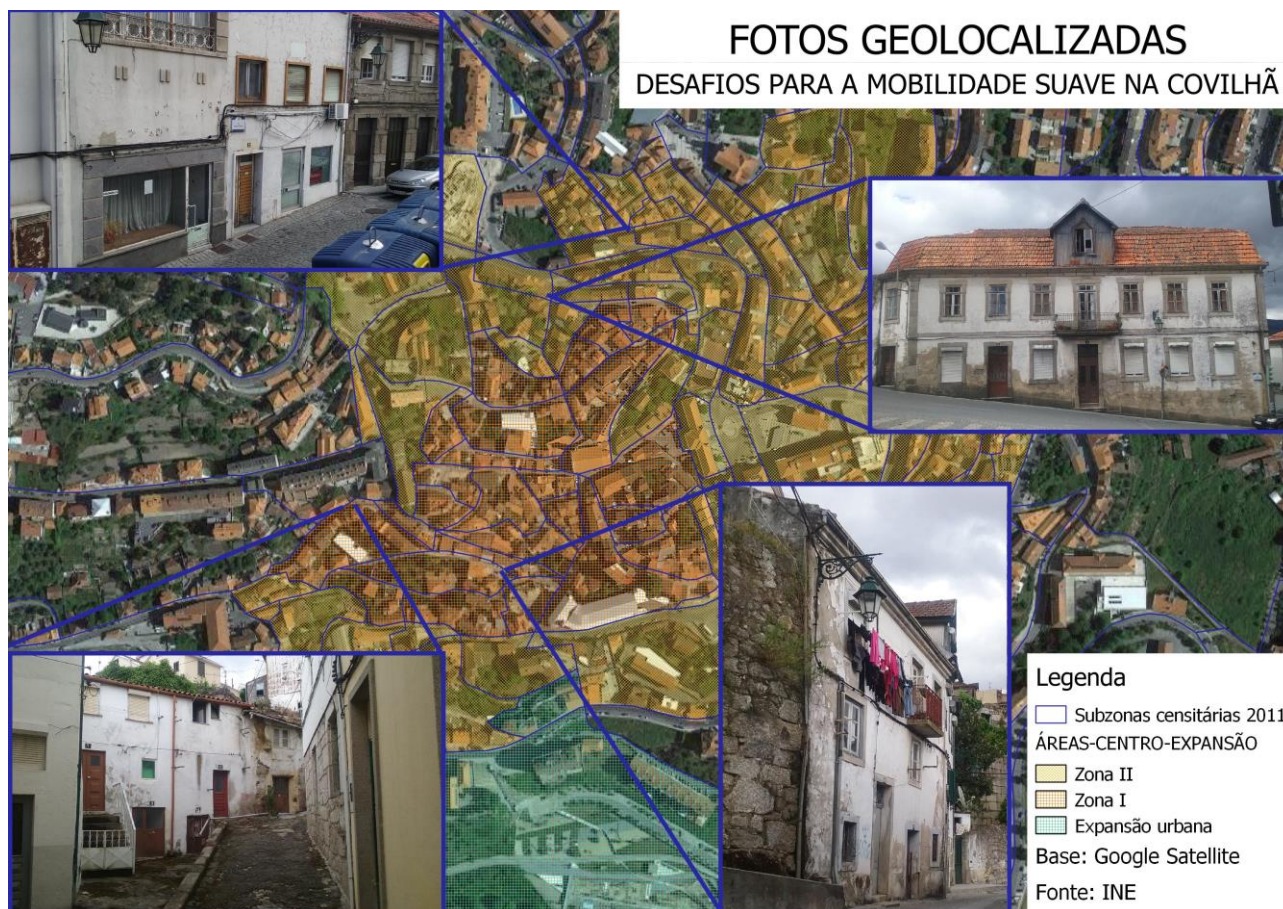 FOTOS GEOLOCALIZADAS
DESAFIOS PARA A MOBILIDADE SUAVE NA COVILHÃ
Legenda
Subzonas censitárias 2011
ÁREAS-CENTRO-EXPANSÃO
Zona II
Zona I
Expansão urbana
Base: Google Satellite
Fonte: INE